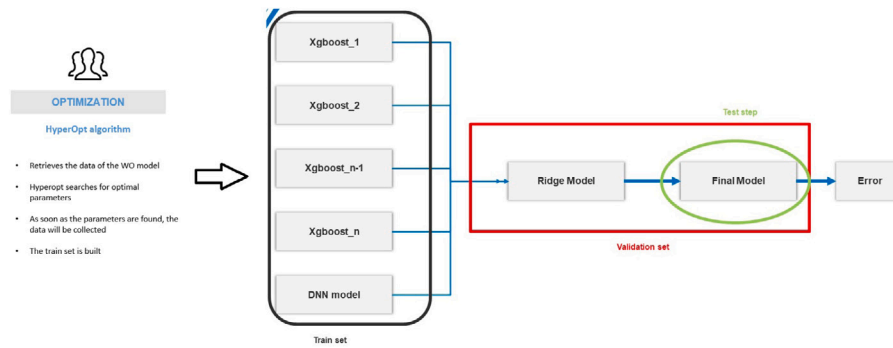 OPTIMIZATION
HyperOpt algorithm
• Retrieves the data of the WO model
• Hyperopt searches for optimal
parameters
• As soon as the parameters are found, the
data will be collected
• The train set is built
Xgboost_1
Xgboost_2
Xgboost_n-1
Xgboost_n
DNN model
Train set
Test step
Ridge Model
Final Model
Error
Validation set